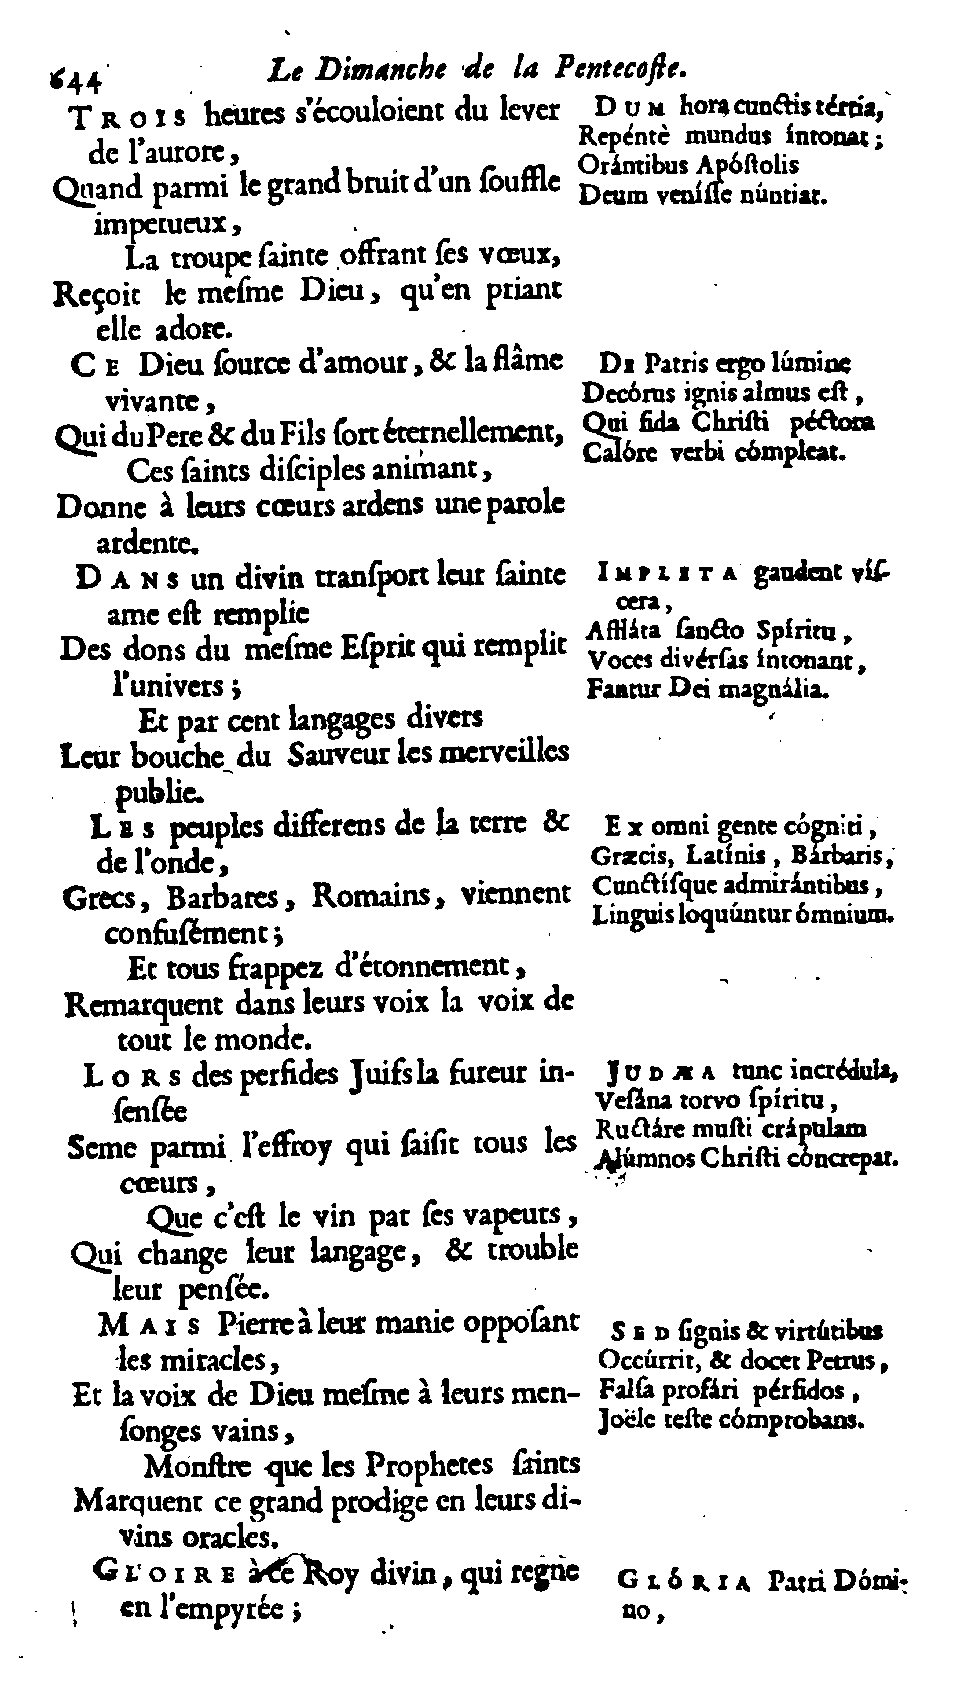 644
Le Dimanche de la Pentecoſte.
TROIS heures s'écouloient du lever
de l'aurore,
Quand parmi le grand bruit d'un ſouffle
impetueux,
La troupe ſainte offrant ſes vœux,
Reçoit le meſme Dieu, qu'en priant
elle adore.
CE Dieu ſource d'amour, & la flâme
vivante,
Qui du Pere & du Fils ſort éternellement,
Ces ſaints diſciples animant,
Donne à leurs cœurs ardens une parole
ardente.
DANS un divin tranſport leur ſainte
ame eſt remplie
Des dons du meſme Eſprit qui remplit
l'univers;
Et par cent langages divers
Leur bouche du Sauveur les merveilles
publie.
LES peuples differens de la terre &
de l'onde,
Grecs, Barbares, Romains, viennent
confuſément;
Et tous frappez d'étonnement,
Remarquent dans leurs voix la voix de
tout le monde.
LORS des perfides Juifs la fureur in-
ſenſée
Seme parmi l'effroy qui ſaiſit tous les
cœurs,
Que c'eſt le vin par ſes vapeurs,
Qui change leur langage, & trouble
leur penſée.
MAIS Pierre à leur manie oppoſant
les miracles,
Et la voix de Dieu meſme à leurs men-
ſonges vains,
Monſtre que les Prophetes ſaints
Marquent ce grand prodige en leurs di-
vins oracles.
GLOIRE à ce Roy divin, qui regne
en l'empyrée;
DUM hora cunctis tértia,
Repéntè mundus íntonat;
Orántibus Apóſtolis
Deum veníſſe núntiat.
DE Patris ergo lúmine
Decórus ignis almus eſt,
Qui fida Chriſti péctora
Calóre verbi cómpleat.
IMPLETA gaudent víſ-
cera,
Affláta ſancto Spíritu,
Voces divérſas íntonant,
Fantur Dei magnália.
EX omni gente cógniti,
Græcis, Latínis, Bárbaris,
Cunctíſque admirántibus,
Linguis loquúntur ómnium.
JUDÆA tunc incrédula,
Veſána torvo ſpíritu,
Ructáre muſti crápulam
Alúmnos Chriſti cóncrepat.
SED ſignis & virtútibus
Occúrrit, & docet Petrus,
Falſa profári pérfidos,
Joële teſte cómprobans.
GLÓRIA Patri Dómi-
no,